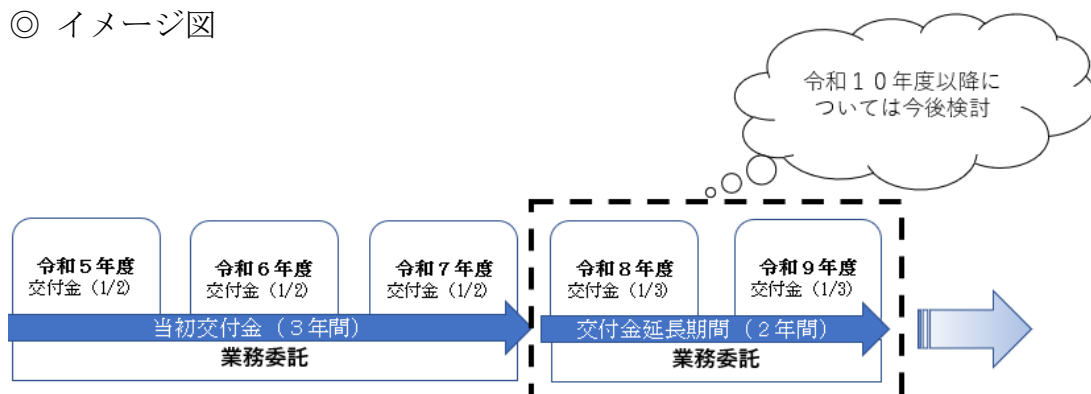 ◎ イメージ図
令和１０年度以降に
ついては今後検討
令和５年度
交付金（1/2）
令和６年度
交付金（1/2）
令和７年度
交付金（1/2）
令和８年度
交付金（1/3）
令和９年度
交付金（1/3）
当初交付金（３年間）
交付金延長期間（２年間）
業務委託
業務委託